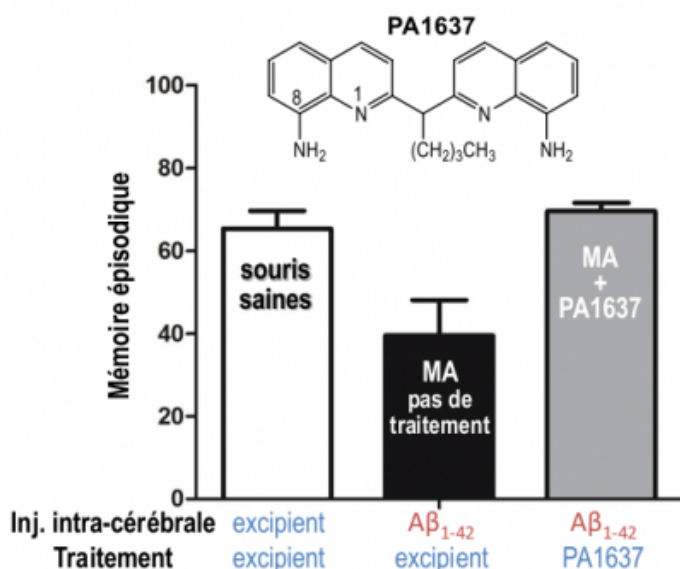 PA1637
8
1
N
N
NH₂
(CH₂)₃CH₃
NH₂
Mémoire épisodique
100
80
60
40
20
0
souris
saines
MA
pas de
traitement
MA
+
PA1637
Inj. intra-cérébrale excipient Aβ₁₋₄₂ Aβ₁₋₄₂
Traitement excipient excipient PA1637